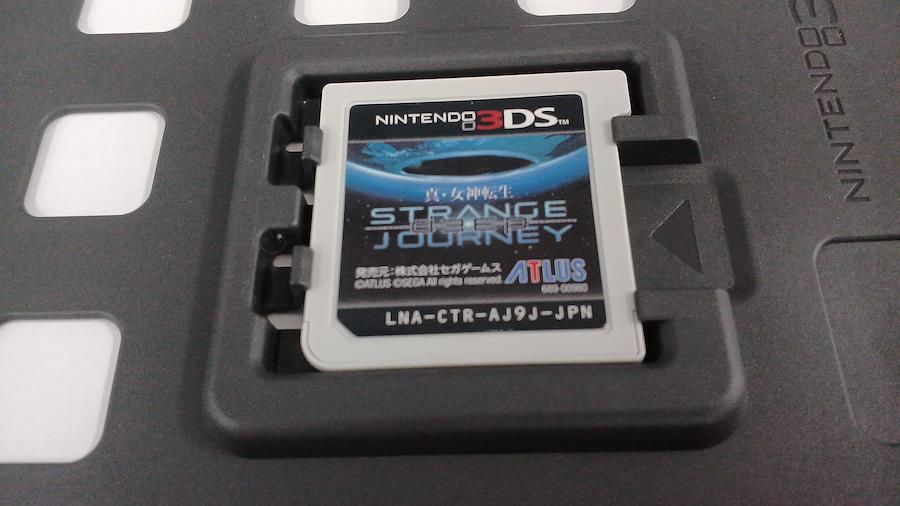 NINTENDO 3DS™
真・女神転生
STRANGE
deep
JOURNEY
発売元:株式会社セガゲームス
©ATLUS ©SEGA All rights reserved.
ATLUS
LNA-CTR-AJ9J-JPN
NINTENDO 3